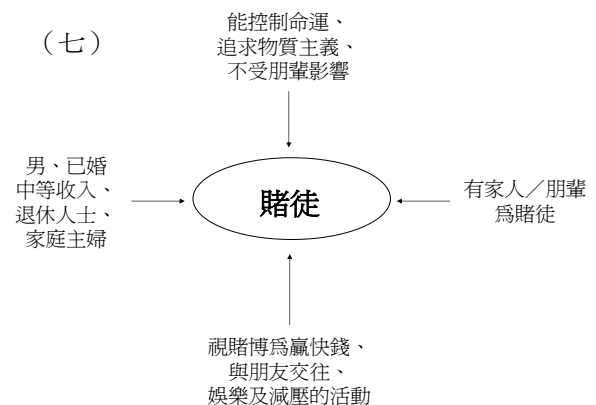 （七）
能控制命運、
追求物質主義、
不受朋輩影響
男、已婚
中等收入、
退休人士、
家庭主婦
賭徒
有家人／朋輩
爲賭徒
視賭博爲贏快錢、
與朋友交往、
娛樂及減壓的活動